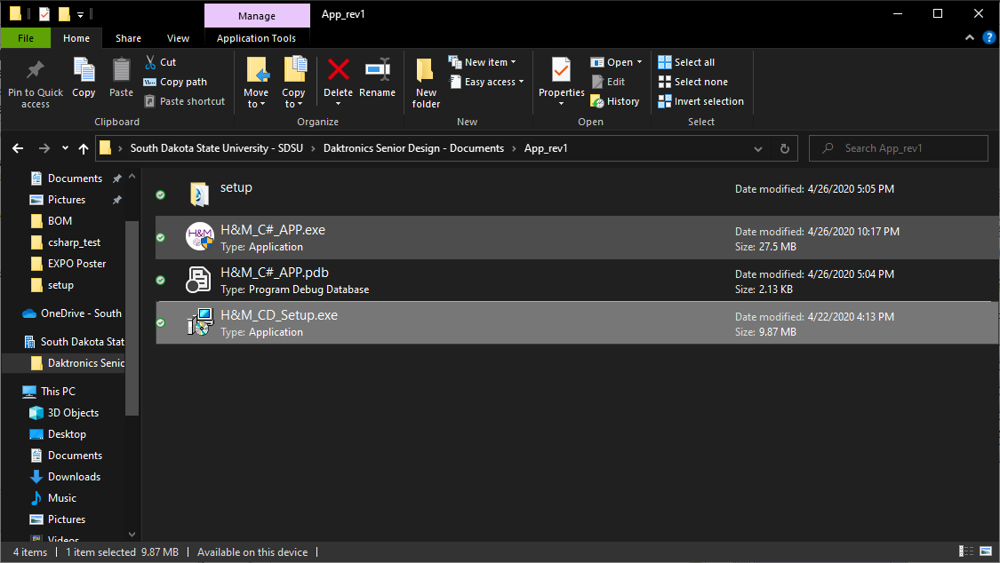 Manage
App_rev1
File
Home
Share
View
Application Tools
?
Pin to Quick access
Copy
Paste
Cut
Copy path
Paste shortcut
Clipboard
Move to
Copy to
Delete
Rename
Organize
New folder
New item
Easy access
New
Properties
Open
Edit
History
Open
Select all
Select none
Invert selection
Select
South Dakota State University - SDSU
Daktronics Senior Design - Documents
App_rev1
Search App_rev1
Documents
Pictures
BOM
csharp_test
EXPO Poster
setup
OneDrive - South
South Dakota Stat
Daktronics Senio
This PC
3D Objects
Desktop
Documents
Downloads
Music
Pictures
Videos
setup
Date modified: 4/26/2020 5:05 PM
H&M
H&M_C#_APP.exe
Type: Application
Date modified: 4/26/2020 10:17 PM
Size: 27.5 MB
H&M_C#_APP.pdb
Type: Program Debug Database
Date modified: 4/26/2020 5:04 PM
Size: 2.13 KB
H&M_CD_Setup.exe
Type: Application
Date modified: 4/22/2020 4:13 PM
Size: 9.87 MB
4 items
1 item selected 9.87 MB
Available on this device